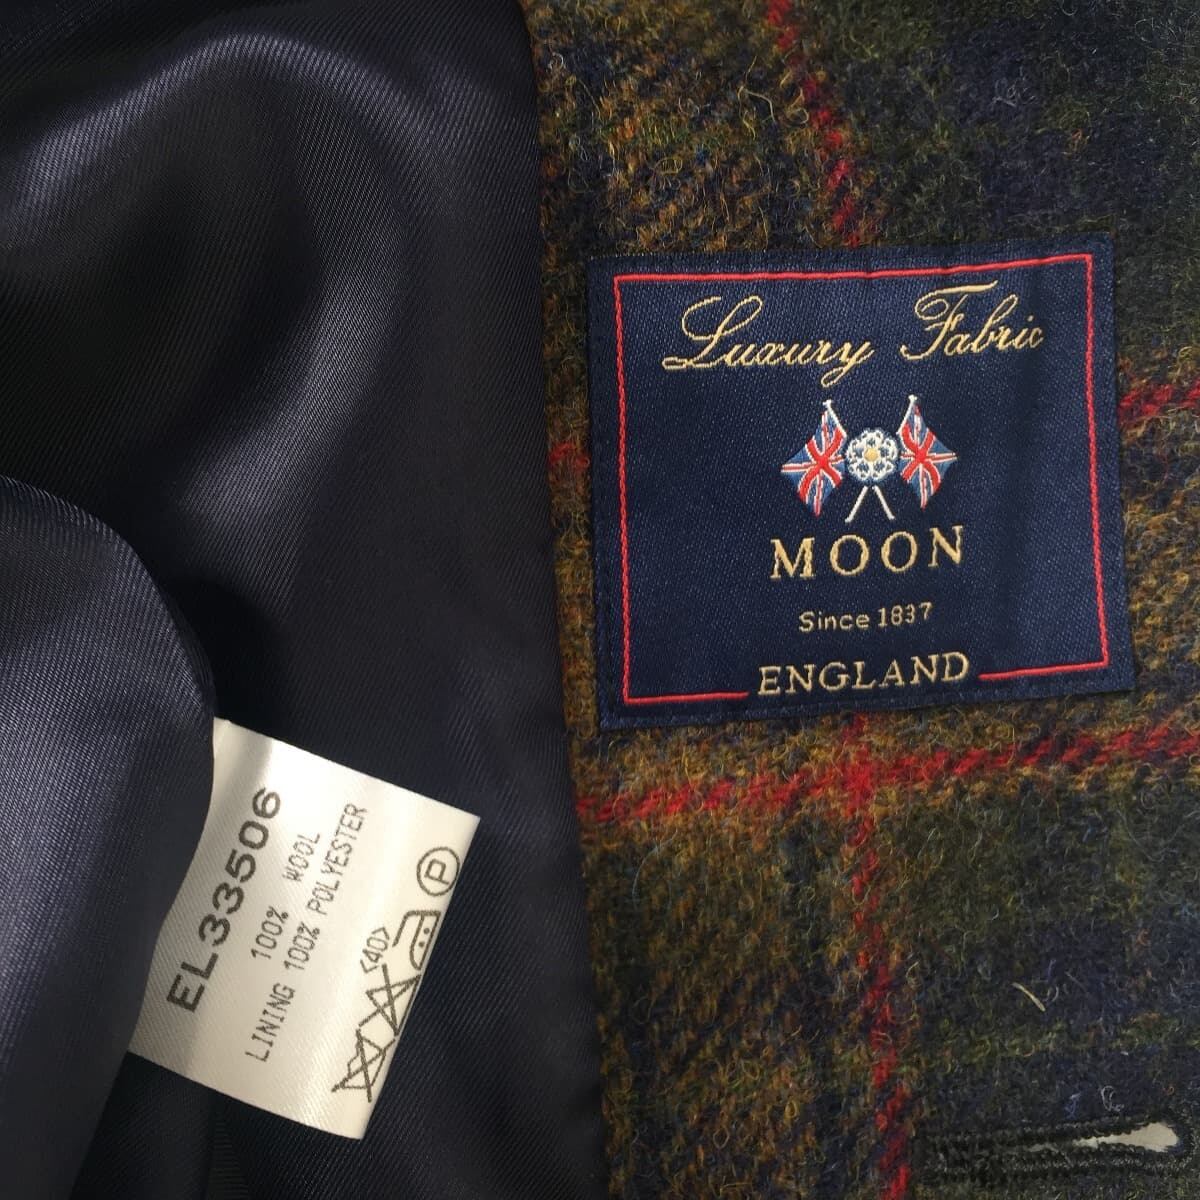 Luxury Fabric
MOON
Since 1837
ENGLAND
EL33506
100% WOOL
LINING 100% POLYESTER
(40)
P